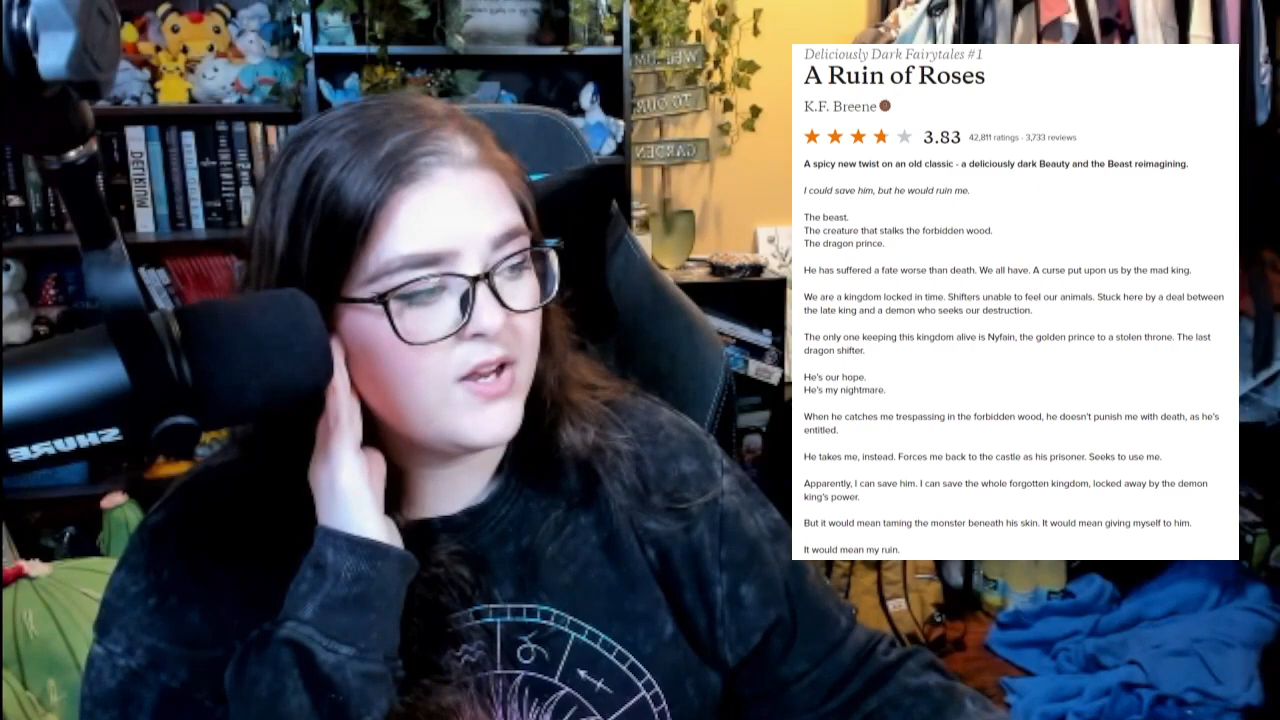 Deliciously Dark Fairytales #1
A Ruin of Roses
K.F. Breene
3.83 42,811 ratings · 3,733 reviews
A spicy new twist on an old classic - a deliciously dark Beauty and the Beast reimagining.
I could save him, but he would ruin me.
The beast.
The creature that stalks the forbidden wood.
The dragon prince.
He has suffered a fate worse than death. We all have. A curse put upon us by the mad king.
We are a kingdom locked in time. Shifters unable to feel our animals. Stuck here by a deal between
the late king and a demon who seeks our destruction.
The only one keeping this kingdom alive is Nyfain, the golden prince to a stolen throne. The last
dragon shifter.
He's our hope.
He's my nightmare.
When he catches me trespassing in the forbidden wood, he doesn't punish me with death, as he's
entitled.
He takes me, instead. Forces me back to the castle as his prisoner. Seeks to use me.
Apparently, I can save him. I can save the whole forgotten kingdom, locked away by the demon
king's power.
But it would mean taming the monster beneath his skin. It would mean giving myself to him.
It would mean my ruin.
DELIRIUM
WELCOME
TO OUR
GARDEN
SHURE